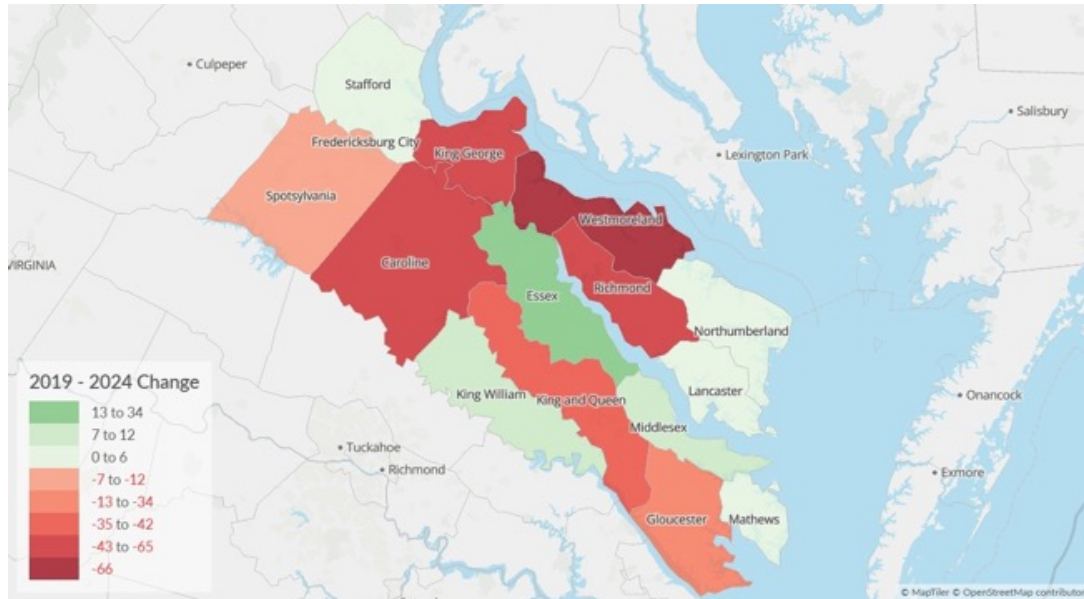 Culpeper
Stafford
Salisbury
Fredericksburg City
King George
Lexington Park
Spotsylvania
Westmoreland
VIRGINIA
Caroline
Richmond
Essex
Northumberland
2019 - 2024 Change
13 to 34
7 to 12
0 to 6
-7 to -12
-13 to -34
-35 to -42
-43 to -65
-66
King William
King and Queen
Lancaster
Onancock
Middlesex
Tuckahoe
Richmond
Exmore
Gloucester
Mathews
© MapTiler © OpenStreetMap contributor